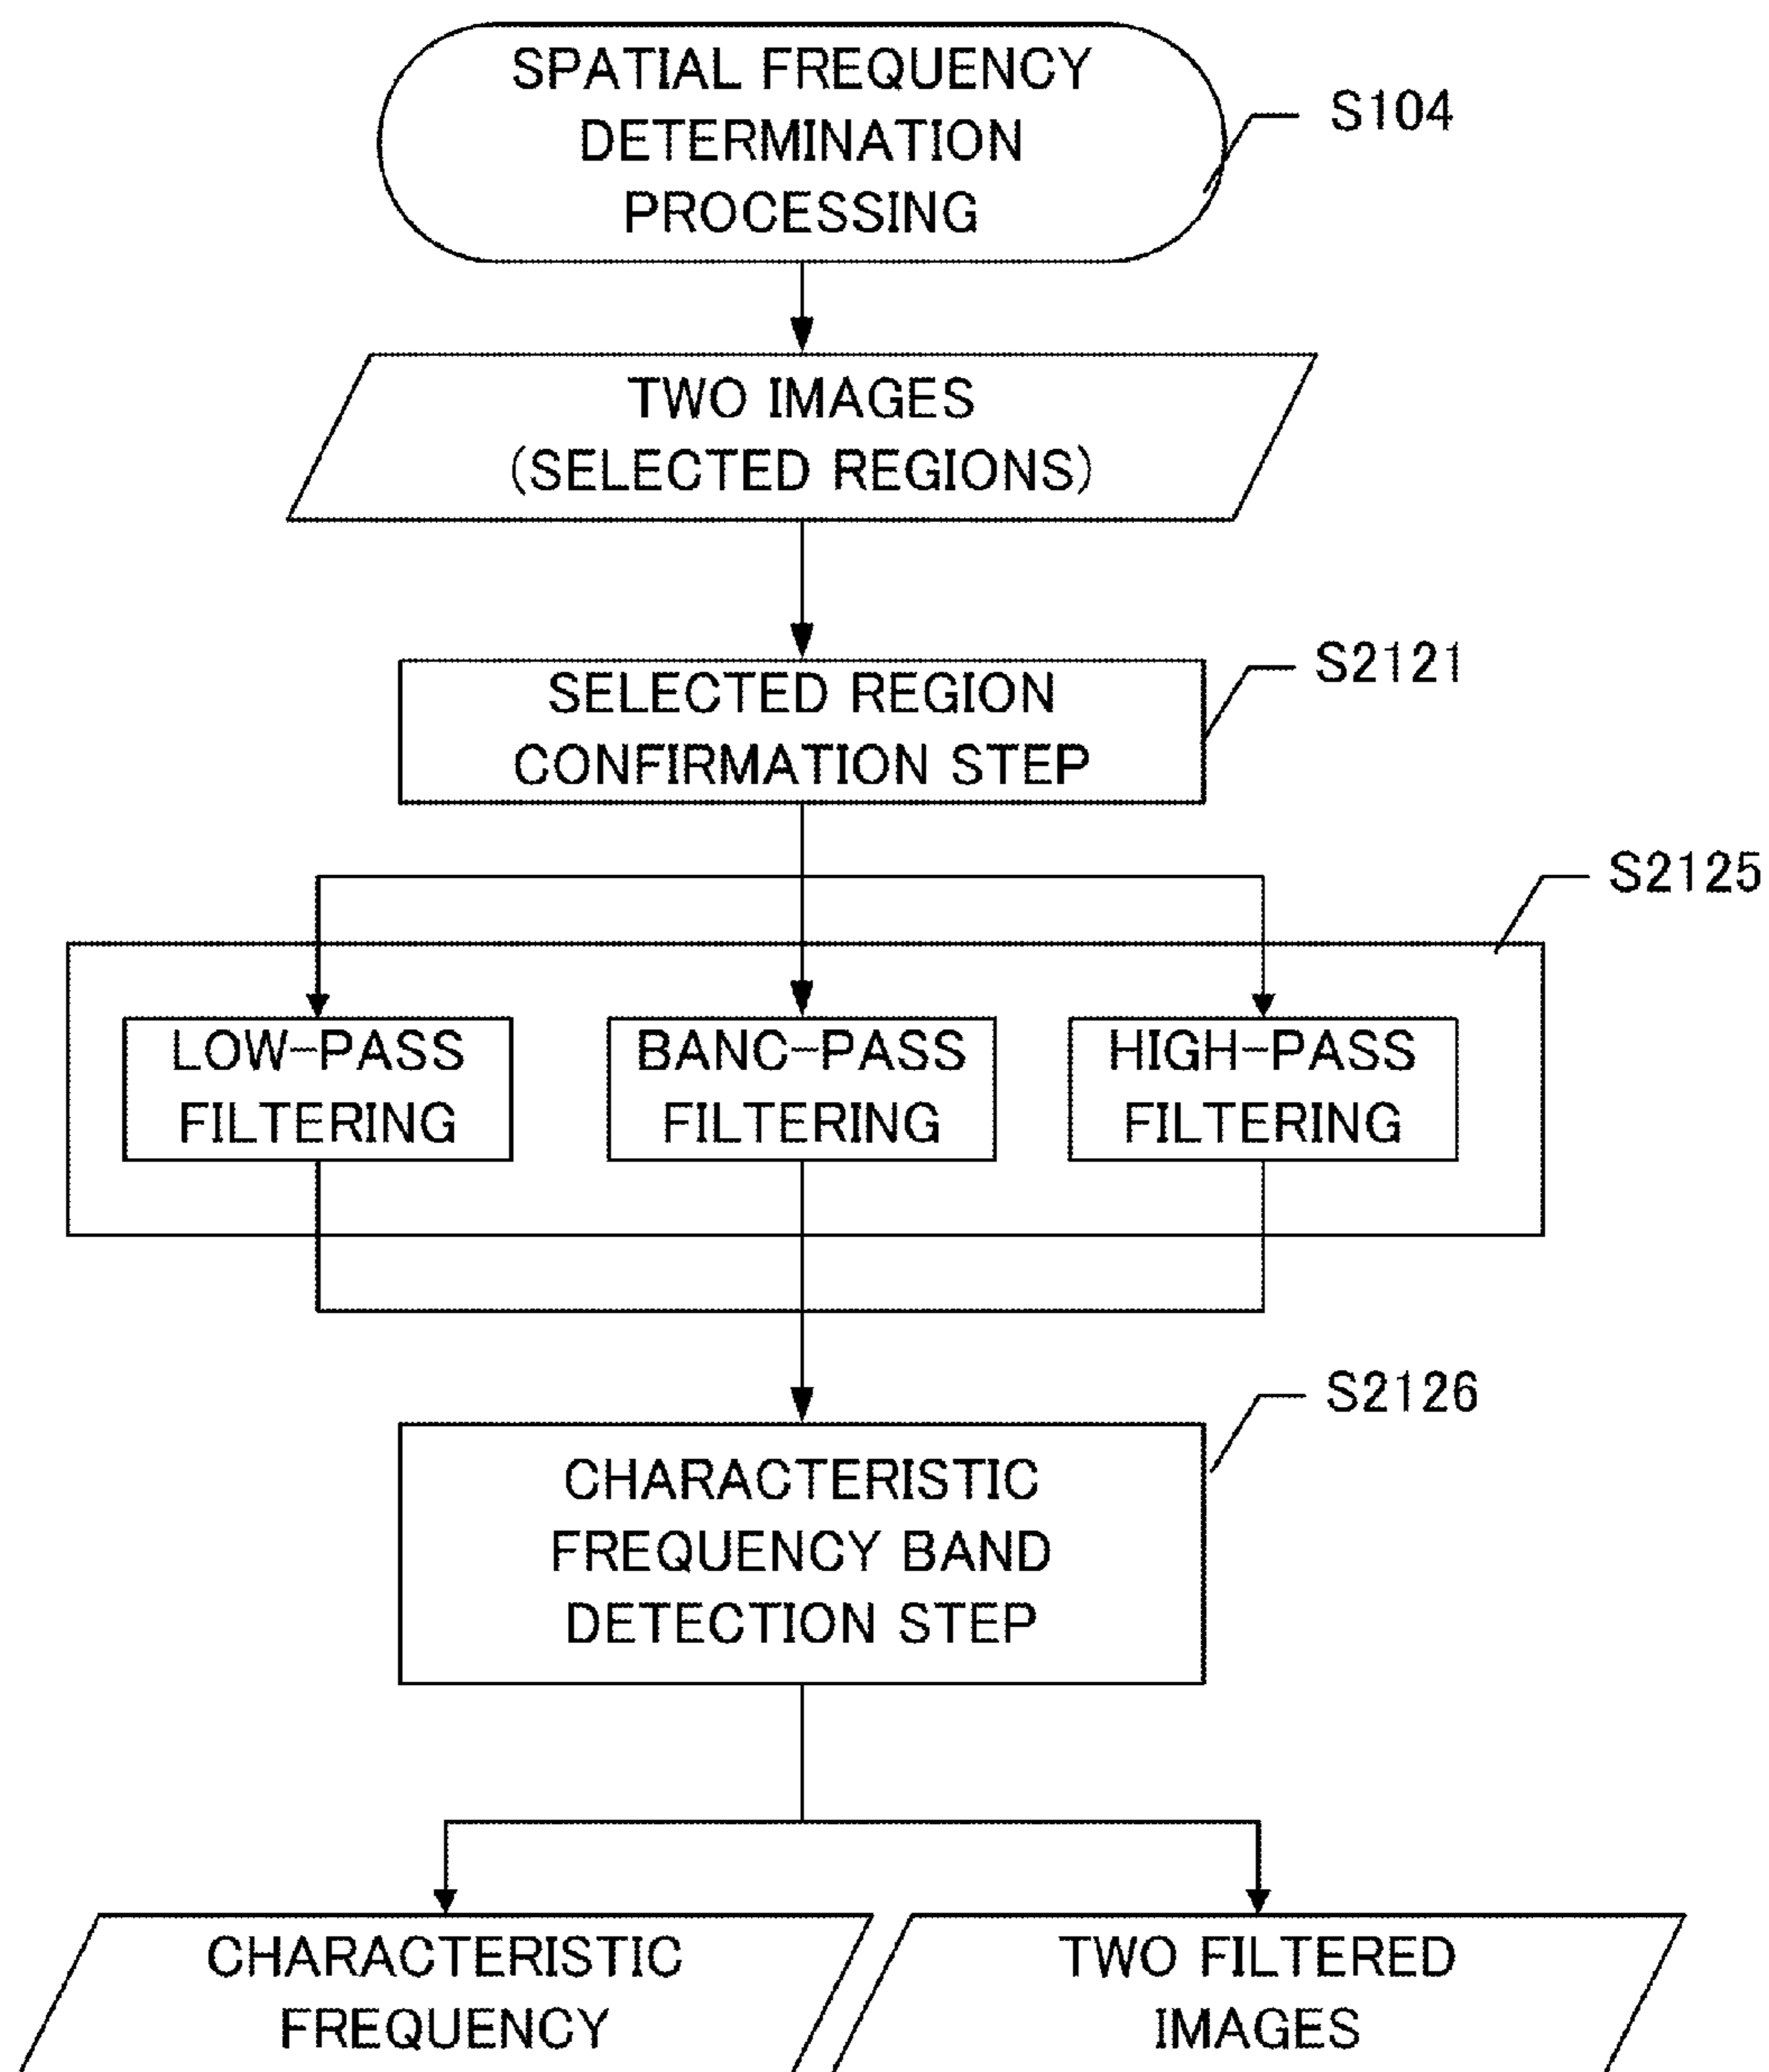 SPATIAL FREQUENCY
DETERMINATION
PROCESSING
S104
TWO IMAGES
(SELECTED REGIONS)
SELECTED REGION
CONFIRMATION STEP
S2121
S2125
LOW-PASS
FILTERING
BANC-PASS
FILTERING
HIGH-PASS
FILTERING
S2126
CHARACTERISTIC
FREQUENCY BAND
DETECTION STEP
CHARACTERISTIC
FREQUENCY
TWO FILTERED
IMAGES